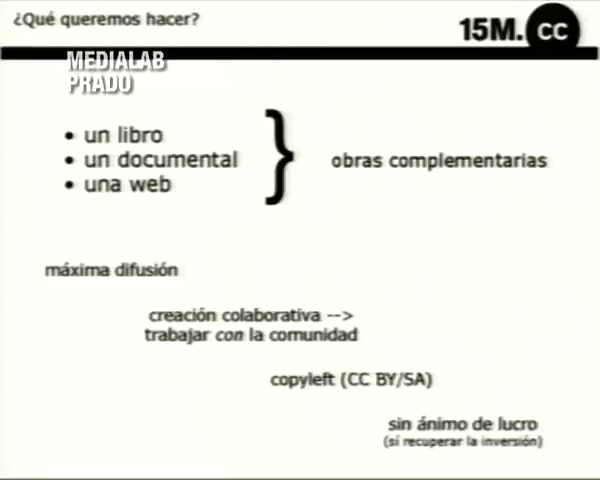 ¿Qué queremos hacer?
15M. cc
MEDIALAB
PRADO
• un libro
• un documental
• una web
} obras complementarias
máxima difusión
creación colaborativa -->
trabajar con la comunidad
copyleft (CC BY/SA)
sin ánimo de lucro
(sí recuperar la inversión)